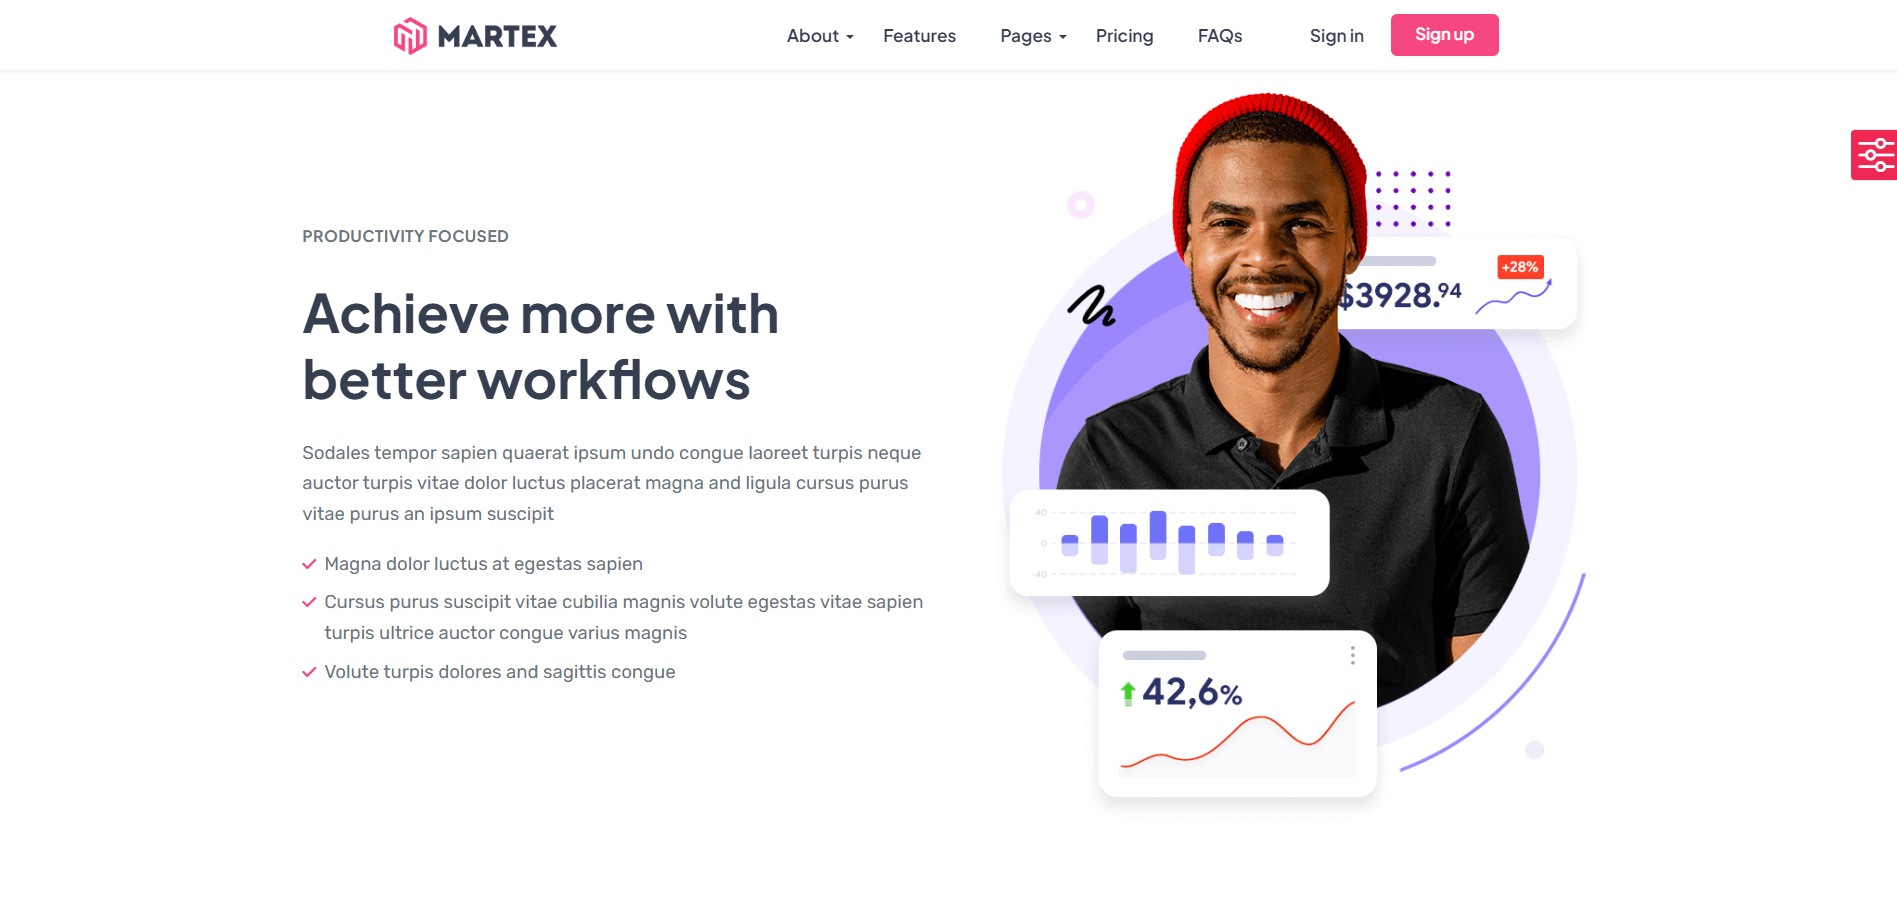 MARTEX
About
Features
Pages
Pricing
FAQs
Sign in
Sign up
PRODUCTIVITY FOCUSED
Achieve more with
better workflows
Sodales tempor sapien quaerat ipsum undo congue laoreet turpis neque
auctor turpis vitae dolor luctus placerat magna and ligula cursus purus
vitae purus an ipsum suscipit
Magna dolor luctus at egestas sapien
Cursus purus suscipit vitae cubilia magnis volute egestas vitae sapien
turpis ultrice auctor congue varius magnis
Volute turpis dolores and sagittis congue
+28%
$3928.94
40
0
-40
42,6%